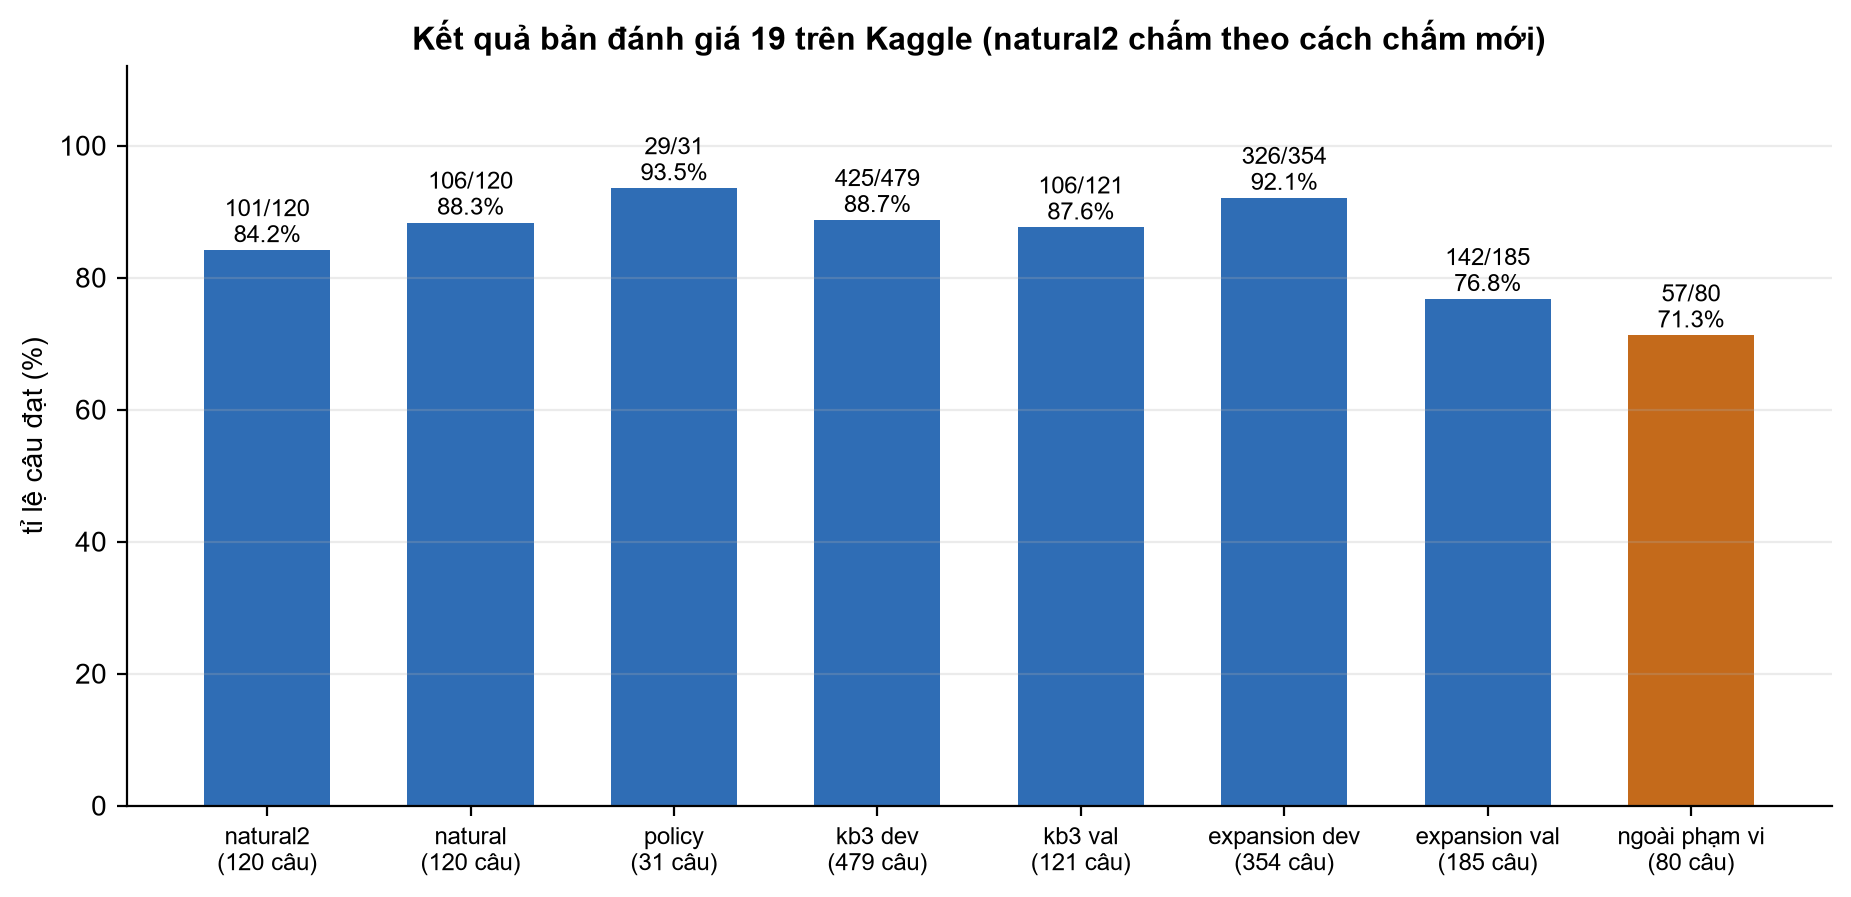 Kết quả bản đánh giá 19 trên Kaggle (natural2 chấm theo cách chấm mới)
tỉ lệ câu đạt (%)
100
80
60
40
20
0
101/120
84.2%
106/120
88.3%
29/31
93.5%
425/479
88.7%
106/121
87.6%
326/354
92.1%
142/185
76.8%
57/80
71.3%
natural2
(120 câu)
natural
(120 câu)
policy
(31 câu)
kb3 dev
(479 câu)
kb3 val
(121 câu)
expansion dev
(354 câu)
expansion val
(185 câu)
ngoài phạm vi
(80 câu)